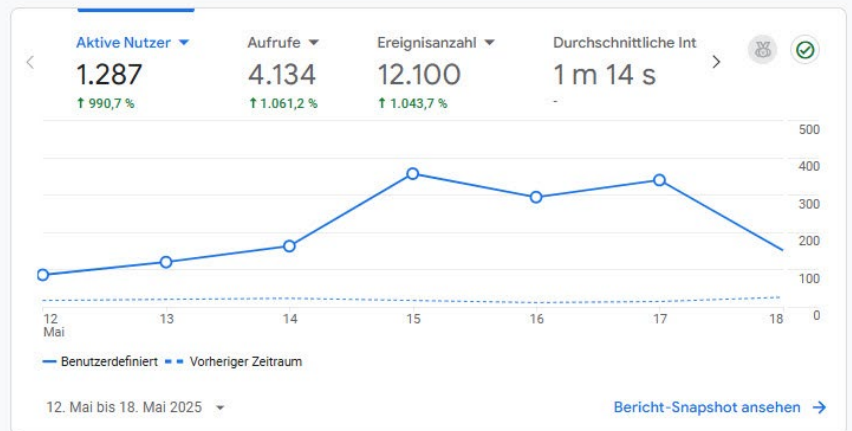 Aktive Nutzer
1.287
↑ 990,7 %
Aufrufe
4.134
↑ 1.061,2 %
Ereignisanzahl
12.100
↑ 1.043,7 %
Durchschnittliche Int
1 m 14 s
-
500
400
300
200
100
0
12
Mai
13
14
15
16
17
18
Benutzerdefiniert
Vorheriger Zeitraum
12. Mai bis 18. Mai 2025
Bericht-Snapshot ansehen →